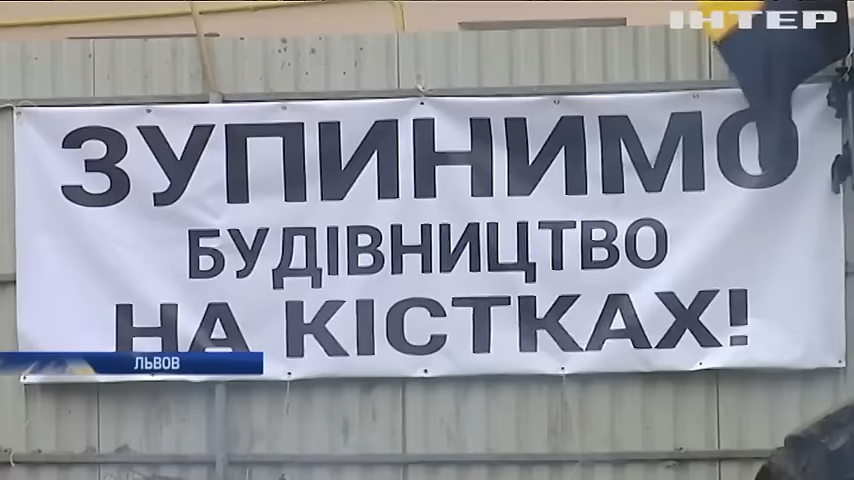 ІНТЕР
ЗУПИНИМО
БУДІВНИЦТВО
НА КІСТКАХ!
ЛЬВОВ